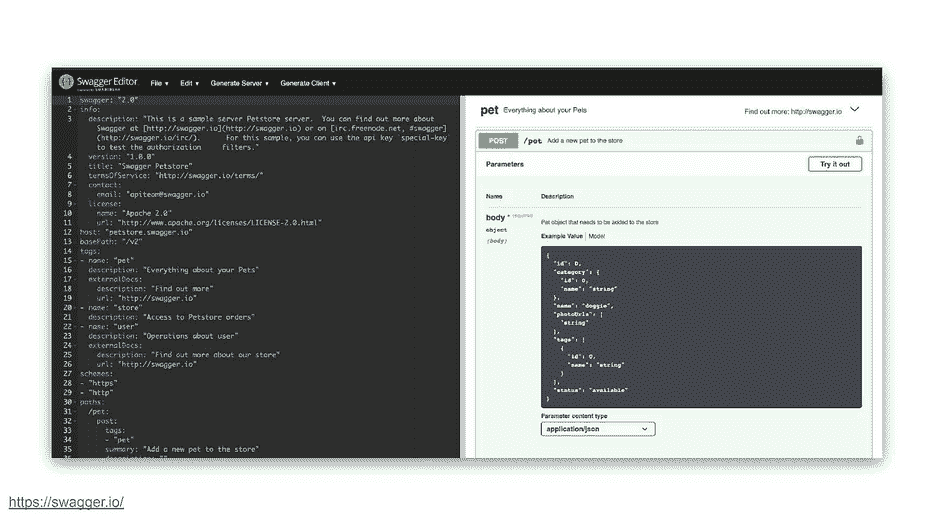 Swagger Editor
File ▾ Edit ▾ Generate Server ▾ Generate Client ▾
1 swagger: "2.0"
2 info:
3 description: "This is a sample server Petstore server. You can find out more about
Swagger at [http://swagger.io](http://swagger.io) or on [irc.freenode.net, #swagger]
(http://swagger.io/irc/). For this sample, you can use the api key `special-key`
to test the authorization filters."
4 version: "1.0.0"
5 title: "Swagger Petstore"
6 termsOfService: "http://swagger.io/terms/"
7 contact:
8 email: "apiteam@swagger.io"
9 license:
10 name: "Apache 2.0"
11 url: "http://www.apache.org/licenses/LICENSE-2.0.html"
12 host: "petstore.swagger.io"
13 basePath: "/v2"
14 tags:
15 - name: "pet"
16 description: "Everything about your Pets"
17 externalDocs:
18 description: "Find out more"
19 url: "http://swagger.io"
20 - name: "store"
21 description: "Access to Petstore orders"
22 - name: "user"
23 description: "Operations about user"
24 externalDocs:
25 description: "Find out more about our store"
26 url: "http://swagger.io"
27 schemes:
28 - "https"
29 - "http"
30 paths:
31 /pet:
32 post:
33 tags:
34 - "pet"
35 summary: "Add a new pet to the store"
pet Everything about your Pets
Find out more: http://swagger.io
POST /pet Add a new pet to the store
Parameters
Try it out
Name Description
body * required
object
(body)
Pet object that needs to be added to the store
Example Value | Model
{
"id": 0,
"category": {
"id": 0,
"name": "string"
},
"name": "doggie",
"photoUrls": [
"string"
],
"tags": [
{
"id": 0,
"name": "string"
}
],
"status": "available"
}
Parameter content type
application/json
https://swagger.io/